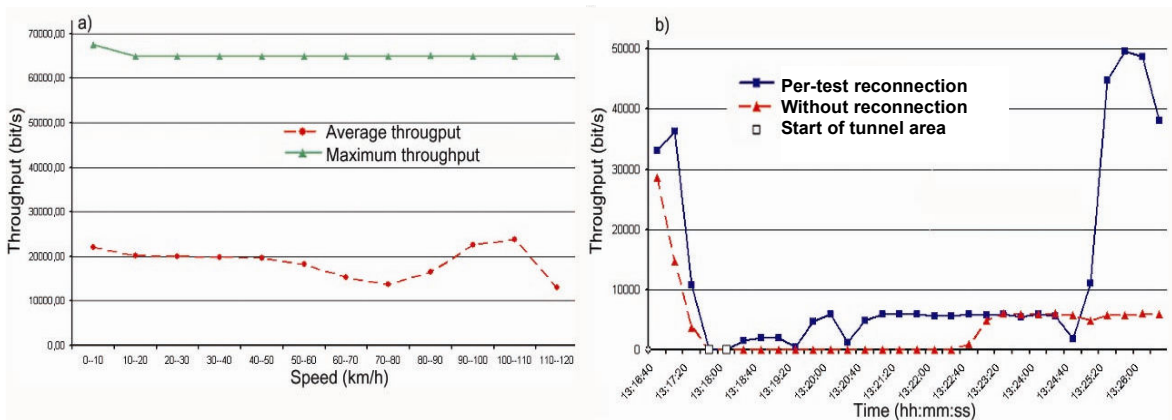 a)
70000,00
60000,00
50000,00
40000,00
30000,00
20000,00
10000,00
0,00
Throughput (bit/s)
Average througput
Maximum throughput
0--10 10--20 20--30 30--40 40--50 50--60 60--70 70--80 80--90 90--100 100--110 110--120
Speed (km/h)
b)
50000
40000
30000
20000
10000
0
Throughput (bit/s)
Per-test reconnection
Without reconnection
Start of tunnel area
13:16:40 13:17:20 13:18:00 13:18:40 13:19:20 13:20:00 13:20:40 13:21:20 13:22:00 13:22:40 13:23:20 13:24:00 13:24:40 13:25:20 13:26:00
Time (hh:mm:ss)